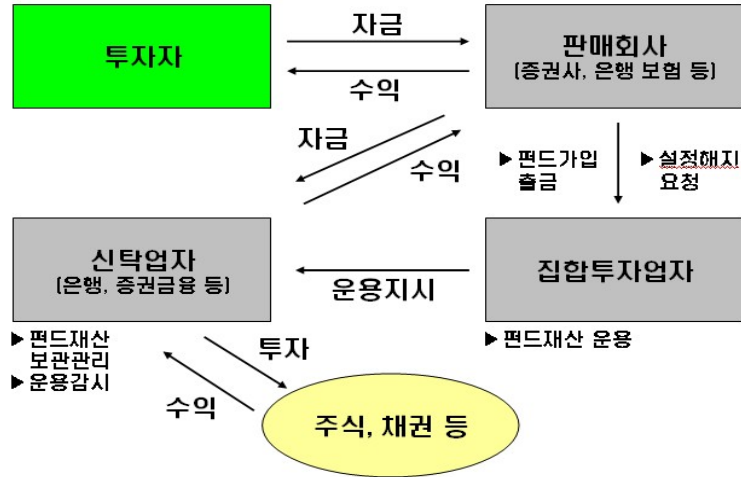 자금
투자자
판매회사
(증권사, 은행 보험 등)
수익
자금
수익
▶ 펀드가입
출금
▶ 설정해지
요청
신탁업자
(은행, 증권금융 등)
운용지시
집합투자업자
▶ 펀드재산
보관관리
▶ 운용감시
투자
수익
▶ 펀드재산 운용
주식, 채권 등